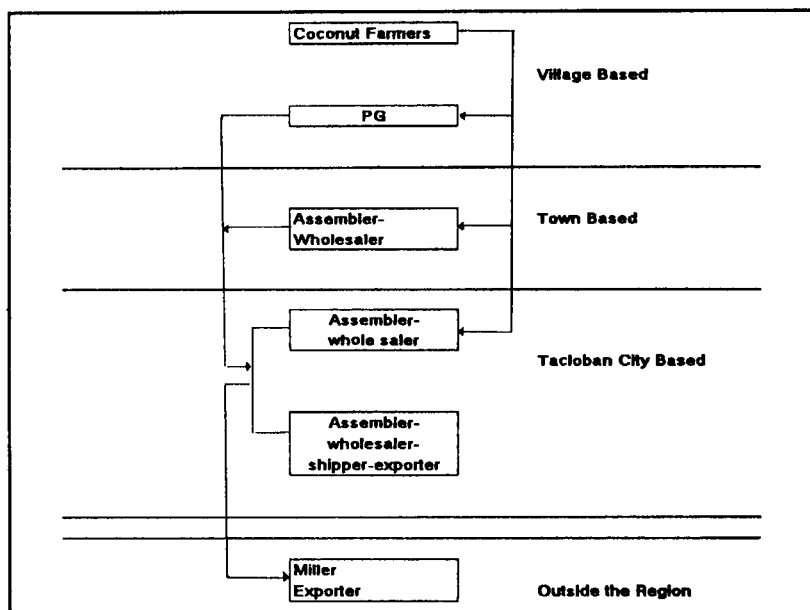 Coconut Farmers
Village Based
PG
Assembler-
Wholesaler
Town Based
Assembler-
whole saler
Tacloban City Based
Assembler-
wholesaler-
shipper-exporter
Miller
Exporter
Outside the Region